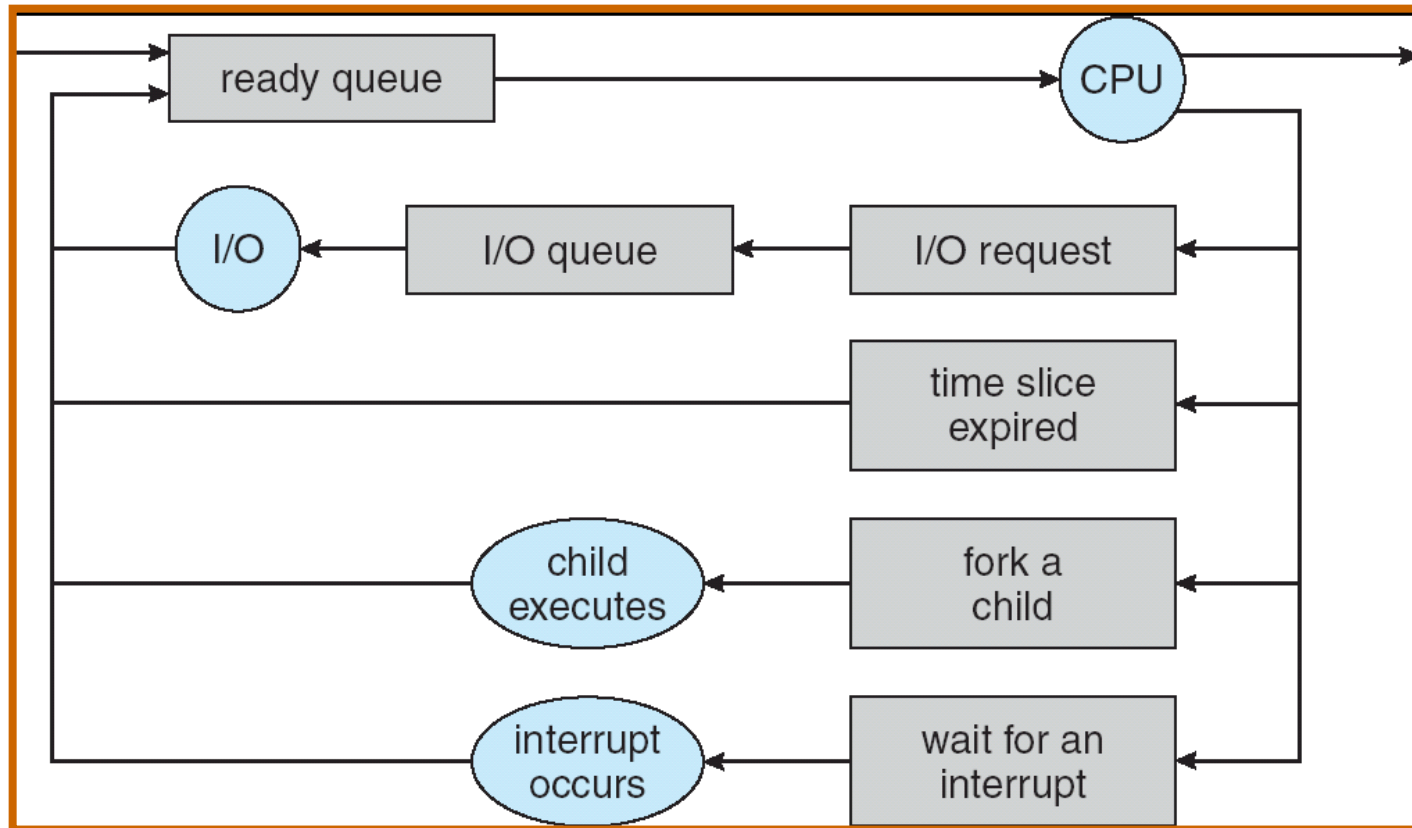 ready queue
CPU
I/O
I/O queue
I/O request
time slice
expired
child
executes
fork a
child
interrupt
occurs
wait for an
interrupt